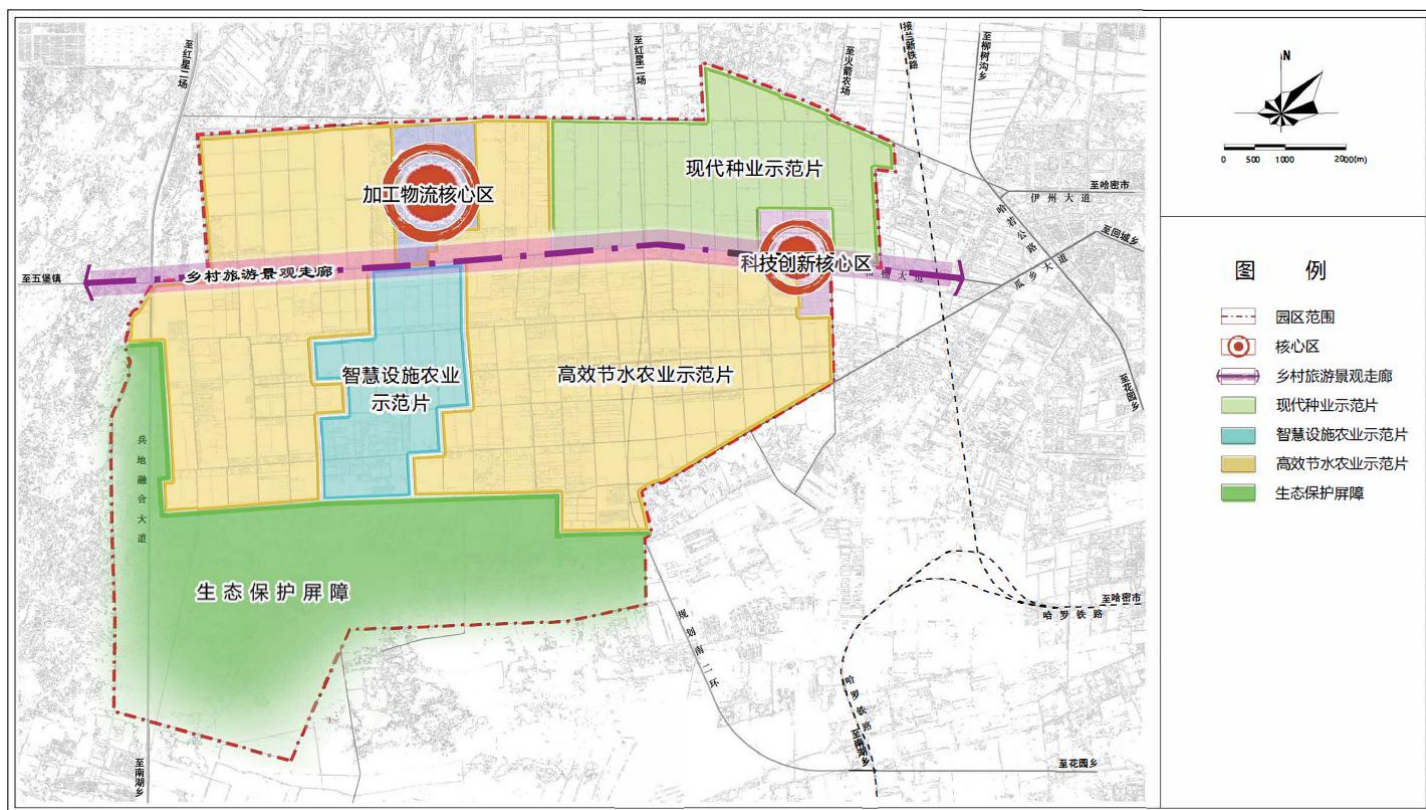 至红星二场
至红星二场
至火箭农场
接兰新铁路
至柳树沟乡
N
0 500 1000 2000(m)
现代种业示范片
加工物流核心区
至哈密市
伊州大道
哈若公路
至回城乡
科技创新核心区
大道
瓜乡大道
乡村旅游景观走廊
至五堡镇
智慧设施农业
示范片
高效节水农业示范片
至花园乡
兵地融合大道
生态保护屏障
至哈密市
哈罗铁路
规划南二环
哈罗铁路
至南湖乡
至南湖乡
至花园乡
图 例
园区范围
核心区
乡村旅游景观走廊
现代种业示范片
智慧设施农业示范片
高效节水农业示范片
生态保护屏障